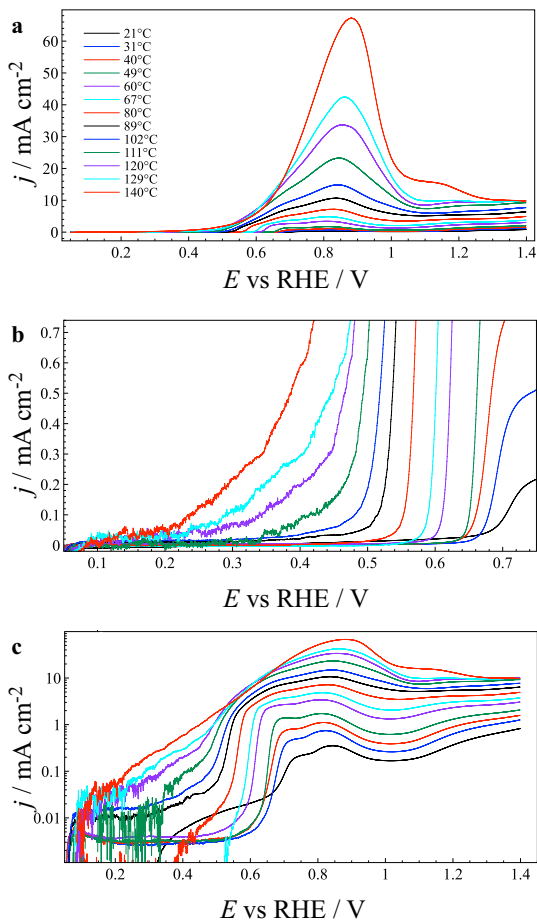 a
j / mA cm-2
60
50
40
30
20
10
0
21°C
31°C
40°C
49°C
60°C
67°C
80°C
89°C
102°C
111°C
120°C
129°C
140°C
0.2 0.4 0.6 0.8 1 1.2 1.4
E vs RHE / V
b
j / mA cm-2
0.7
0.6
0.5
0.4
0.3
0.2
0.1
0
0.1 0.2 0.3 0.4 0.5 0.6 0.7
E vs RHE / V
c
j / mA cm-2
10
1
0.1
0.01
0.2 0.4 0.6 0.8 1 1.2 1.4
E vs RHE / V